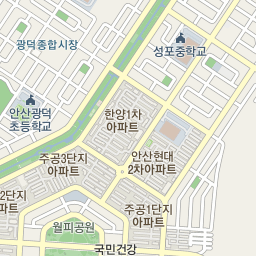 광덕종합시장
성포중학교
안산광덕
초등학교
한양1차
아파트
주공3단지
아파트
안산현대
2차아파트
2단지
파트
주공1단지
아파트
월피공원
국민건강